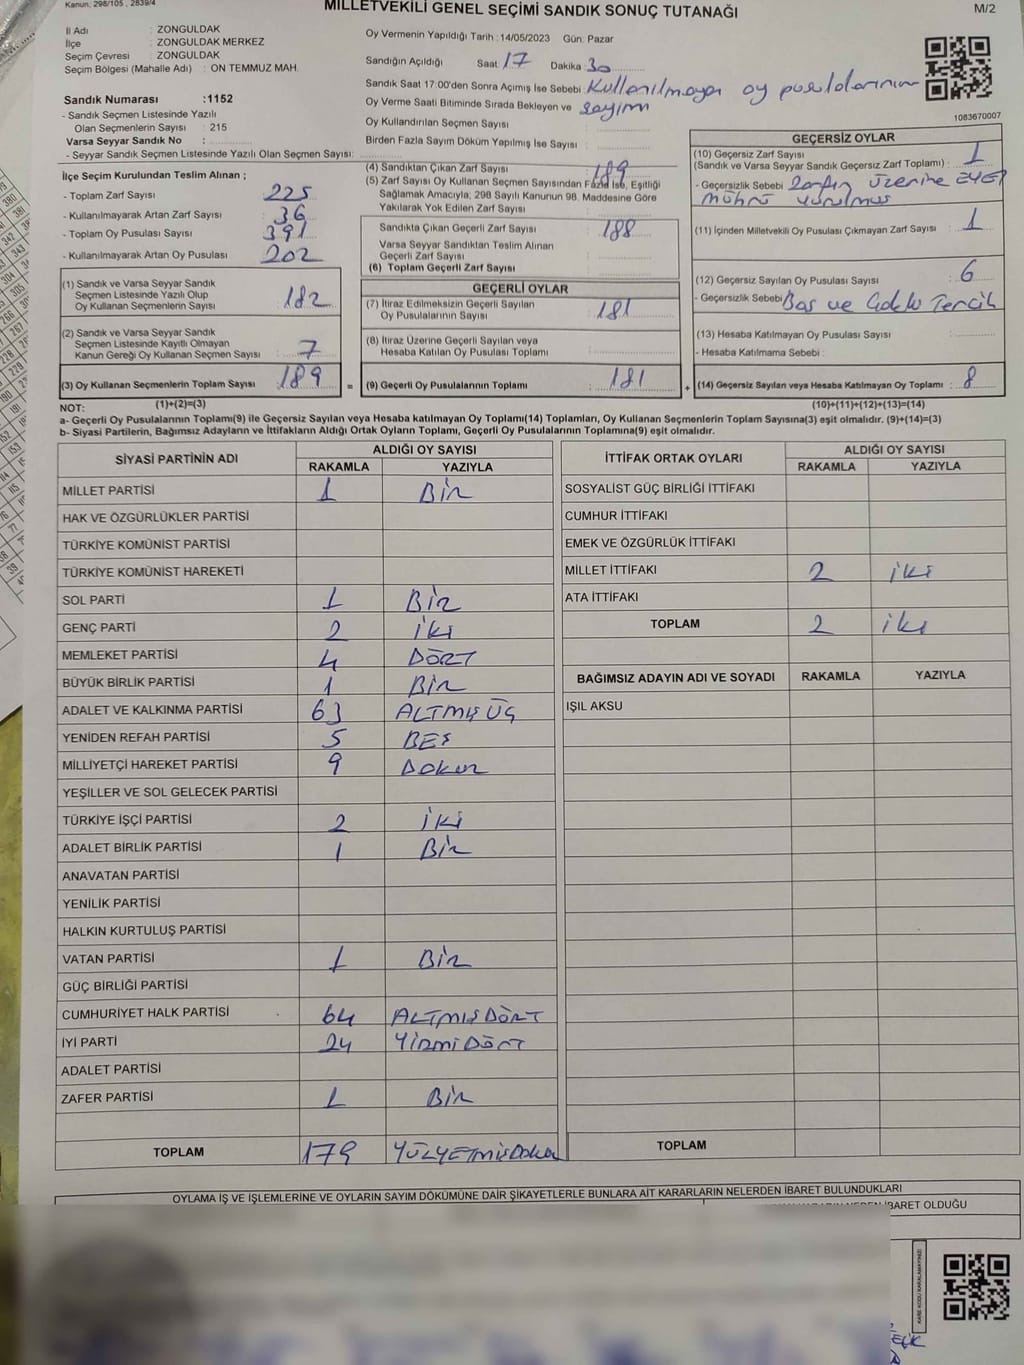 Kanun: 298/105 , 2839/4
MİLLETVEKİLİ GENEL SEÇİMİ SANDIK SONUÇ TUTANAĞI
M/2
İl Adı : ZONGULDAK
İlçe : ZONGULDAK MERKEZ
Seçim Çevresi : ZONGULDAK
Seçim Bölgesi (Mahalle Adı) : ON TEMMUZ MAH.
Sandık Numarası :1152
- Sandık Seçmen Listesinde Yazılı
Olan Seçmenlerin Sayısı : 215
Varsa Seyyar Sandık No :
- Seyyar Sandık Seçmen Listesinde Yazılı Olan Seçmen Sayısı:
Oy Vermenin Yapıldığı Tarih :14/05/2023 Gün: Pazar
Sandığın Açıldığı Saat: 17 Dakika : 30
Sandık Saat 17:00'den Sonra Açımış İse Sebebi : Kullanılmayan oy pusulalarının
Oy Verme Saati Bitiminde Sırada Bekleyen ve sayımı
Oy Kullandırılan Seçmen Sayısı :
Birden Fazla Sayım Döküm Yapılmış İse Sayısı :
1083670007
İlçe Seçim Kurulundan Teslim Alınan ;
- Toplam Zarf Sayısı : 225
- Kullanılmayarak Artan Zarf Sayısı : 36
- Toplam Oy Pusulası Sayısı : 391
- Kullanılmayarak Artan Oy Pusulası : 202
(1) Sandık ve Varsa Seyyar Sandık
Seçmen Listesinde Yazılı Olup
Oy Kullanan Seçmenlerin Sayısı : 182
(2) Sandık ve Varsa Seyyar Sandık
Seçmen Listesinde Kayıtlı Olmayan
Kanun Gereği Oy Kullanan Seçmen Sayısı : 7
(3) Oy Kullanan Seçmenlerin Toplam Sayısı : 189 =
(1)+(2)=(3)
(4) Sandıktan Çıkan Zarf Sayısı : 189
(5) Zarf Sayısı Oy Kullanan Seçmen Sayısından Fazla İse, Eşitliği
Sağlamak Amacıyla; 298 Sayılı Kanunun 98. Maddesine Göre
Yakılarak Yok Edilen Zarf Sayısı :
Sandıkta Çıkan Geçerli Zarf Sayısı : 188
Varsa Seyyar Sandıktan Teslim Alınan
Geçerli Zarf Sayısı :
(6) Toplam Geçerli Zarf Sayısı :
GEÇERLİ OYLAR
(7) İtiraz Edilmeksizin Geçerli Sayılan
Oy Pusulalarının Sayısı : 181
(8) İtiraz Üzerine Geçerli Sayılan veya
Hesaba Katılan Oy Pusulası Toplamı :
(9) Geçerli Oy Pusulalarının Toplamı : 181 +
GEÇERSİZ OYLAR
(10) Geçersiz Zarf Sayısı
(Sandık ve Varsa Seyyar Sandık Geçersiz Zarf Toplamı) : 1
- Geçersizlik Sebebi : Zarfın üzerine EVET
mührü vurulmuş
(11) İçinden Milletvekili Oy Pusulası Çıkmayan Zarf Sayısı : 1
(12) Geçersiz Sayılan Oy Pusulası Sayısı : 6
- Geçersizlik Sebebi : Boş ve Çoklu Tercih
(13) Hesaba Katılmayan Oy Pusulası Sayısı :
- Hesaba Katılmama Sebebi :
(14) Geçersiz Sayılan veya Hesaba Katılmayan Oy Toplamı : 8
(10)+(11)+(12)+(13)=(14)
NOT:
a- Geçerli Oy Pusulalarının Toplamı(9) ile Geçersiz Sayılan veya Hesaba katılmayan Oy Toplamı(14) Toplamları, Oy Kullanan Seçmenlerin Toplam Sayısına(3) eşit olmalıdır. (9)+(14)=(3)
b- Siyasi Partilerin, Bağımsız Adayların ve İttifakların Aldığı Ortak Oyların Toplamı, Geçerli Oy Pusulalarının Toplamına(9) eşit olmalıdır.
SİYASİ PARTİNİN ADI ALDIĞI OY SAYISI
RAKAMLA YAZIYLA
MİLLET PARTİSİ 1 Bir
HAK VE ÖZGÜRLÜKLER PARTİSİ
TÜRKİYE KOMÜNİST PARTİSİ
TÜRKİYE KOMÜNİST HAREKETİ
SOL PARTİ 1 Bir
GENÇ PARTİ 2 iki
MEMLEKET PARTİSİ 4 DÖRT
BÜYÜK BİRLİK PARTİSİ 1 Bir
ADALET VE KALKINMA PARTİSİ 63 ALTMIŞ ÜÇ
YENİDEN REFAH PARTİSİ 5 BEŞ
MİLLİYETÇİ HAREKET PARTİSİ 9 Dokuz
YEŞİLLER VE SOL GELECEK PARTİSİ
TÜRKİYE İŞÇİ PARTİSİ 2 İki
ADALET BİRLİK PARTİSİ 1 Bir
ANAVATAN PARTİSİ
YENİLİK PARTİSİ
HALKIN KURTULUŞ PARTİSİ
VATAN PARTİSİ 1 Bir
GÜÇ BİRLİĞİ PARTİSİ
CUMHURİYET HALK PARTİSİ 64 ALTMIŞ DÖRT
İYİ PARTİ 24 YİRMİ DÖRT
ADALET PARTİSİ
ZAFER PARTİSİ 1 Bir
TOPLAM 179 YÜZYETMİŞDOKUZ
İTTİFAK ORTAK OYLARI ALDIĞI OY SAYISI
RAKAMLA YAZIYLA
SOSYALİST GÜÇ BİRLİĞİ İTTİFAKI
CUMHUR İTTİFAKI
EMEK VE ÖZGÜRLÜK İTTİFAKI
MİLLET İTTİFAKI 2 iki
ATA İTTİFAKI
TOPLAM 2 iki
BAĞIMSIZ ADAYIN ADI VE SOYADI RAKAMLA YAZIYLA
IŞIL AKSU
TOPLAM
OYLAMA İŞ VE İŞLEMLERİNE VE OYLARIN SAYIM DÖKÜMÜNE DAİR ŞİKAYETLERLE BUNLARA AİT KARARLARIN NELERDEN İBARET BULUNDUKLARI
İBARET OLDUĞU
KARE KODU KARALAMAYINIZ!